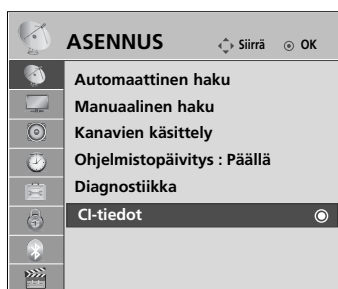 ASENNUS Siirrä OK
Automaattinen haku
Manuaalinen haku
Kanavien käsittely
Ohjelmistopäivitys : Päällä
Diagnostiikka
CI-tiedot